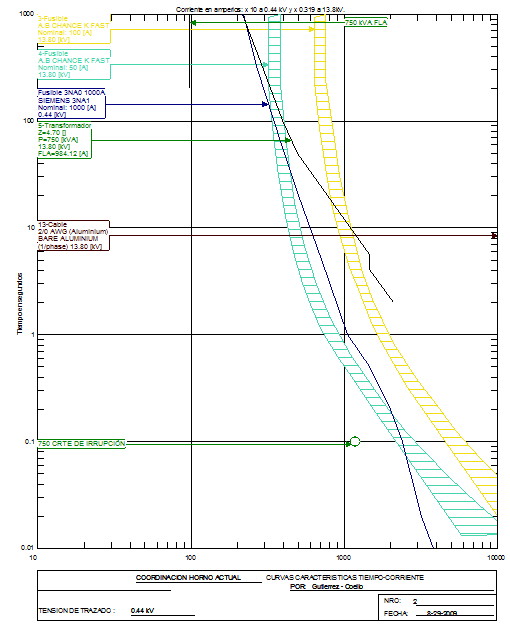 Corriente en amperios: x 10 a 0.44 kV y x 0.319 a 13.8kV.
1000
750 kVA FLA
3-Fusible
A.B CHANCE K FAST
Nominal: 100 [A]
13.80 [kV]
4-Fusible
A.B CHANCE K FAST
Nominal: 50 [A]
13.80 [kV]
Fusible 3NA0 1000A
SIEMENS 3NA1
Nominal: 1000 [A]
0.44 [kV]
100
5-Transformador
Z=4.70 []
P=750 [kVA]
13.80 [kV]
FLA=984.12 [A]
10
13-Cable
2/0 AWG (Aluminium)
BARE ALUMINIUM
(1/phase) 13.80 [kV]
Tiempo en segundos
1
0.1
750 CRTE DE IRRUPCIÓN
0.01
10
100
1000
10000
COORDINACION HORNO ACTUAL
CURVAS CARACTERISTICAS TIEMPO-CORRIENTE
POR: Gutierrez - Coello
TENSION DE TRAZADO : 0.44 kV
NRO: 2
FECHA: 8-29-2009